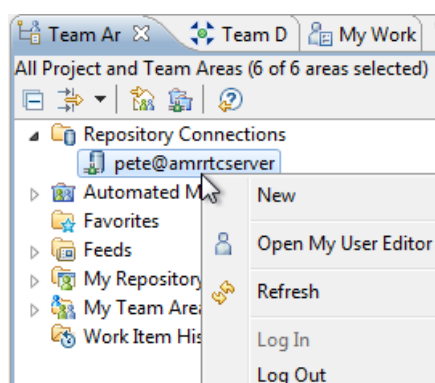 Team Ar Team D My Work
All Project and Team Areas (6 of 6 areas selected)
Repository Connections
pete@amrrtcserver
Automated M
Favorites
Feeds
My Repository
My Team Area
Work Item His
New
Open My User Editor
Refresh
Log In
Log Out